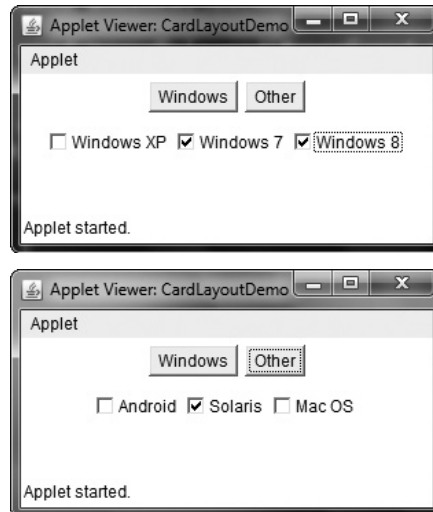 Applet Viewer: CardLayoutDemo
Applet
Windows Other
Windows XP Windows 7 Windows 8
Applet started.
Applet Viewer: CardLayoutDemo
Applet
Windows Other
Android Solaris Mac OS
Applet started.